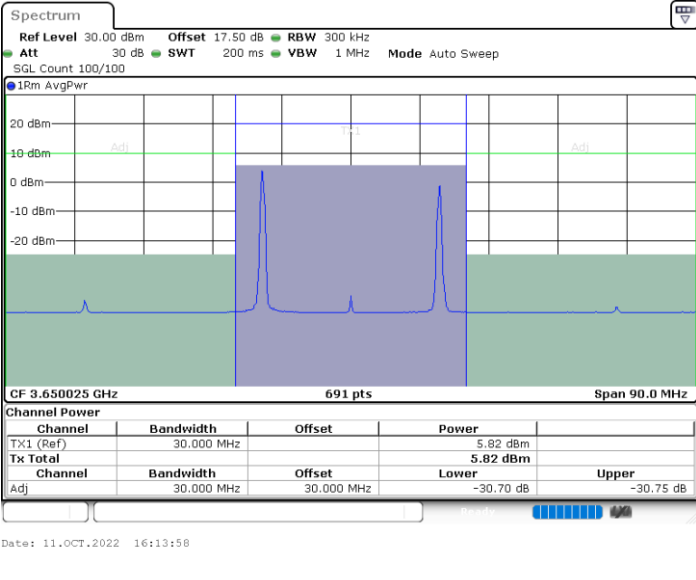 Spectrum
Ref Level 30.00 dBm Offset 17.50 dB RBW 300 kHz
Att 30 dB SWT 200 ms VBW 1 MHz Mode Auto Sweep
SGL Count 100/100
1Rm AvgPwr
20 dBm
TX1
Adj Adj
10 dBm
0 dBm
-10 dBm
-20 dBm
CF 3.650025 GHz 691 pts Span 90.0 MHz
Channel Power
Channel Bandwidth Offset Power
TX1 (Ref) 30.000 MHz 5.82 dBm
Tx Total 5.82 dBm
Channel Bandwidth Offset Lower Upper
Adj 30.000 MHz 30.000 MHz -30.70 dB -30.75 dB
Ready
Date: 11.OCT.2022 16:13:58